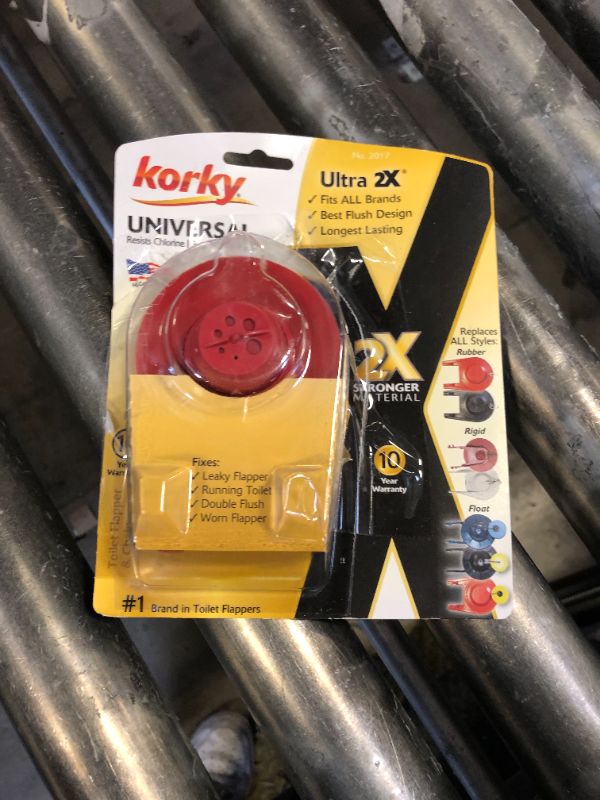 No. 2017
korky
Ultra 2X®
✓ Fits ALL Brands
✓ Best Flush Design
✓ Longest Lasting
UNIVERSAL
Resists Chlorine
2X
STRONGER
MATERIAL
Replaces
ALL Styles:
Rubber
Rigid
Float
10
Year
Warranty
Year
Fixes:
✓ Leaky Flapper
✓ Running Toilet
✓ Double Flush
✓ Worn Flapper
Toilet Flapper
#1 Brand in Toilet Flappers